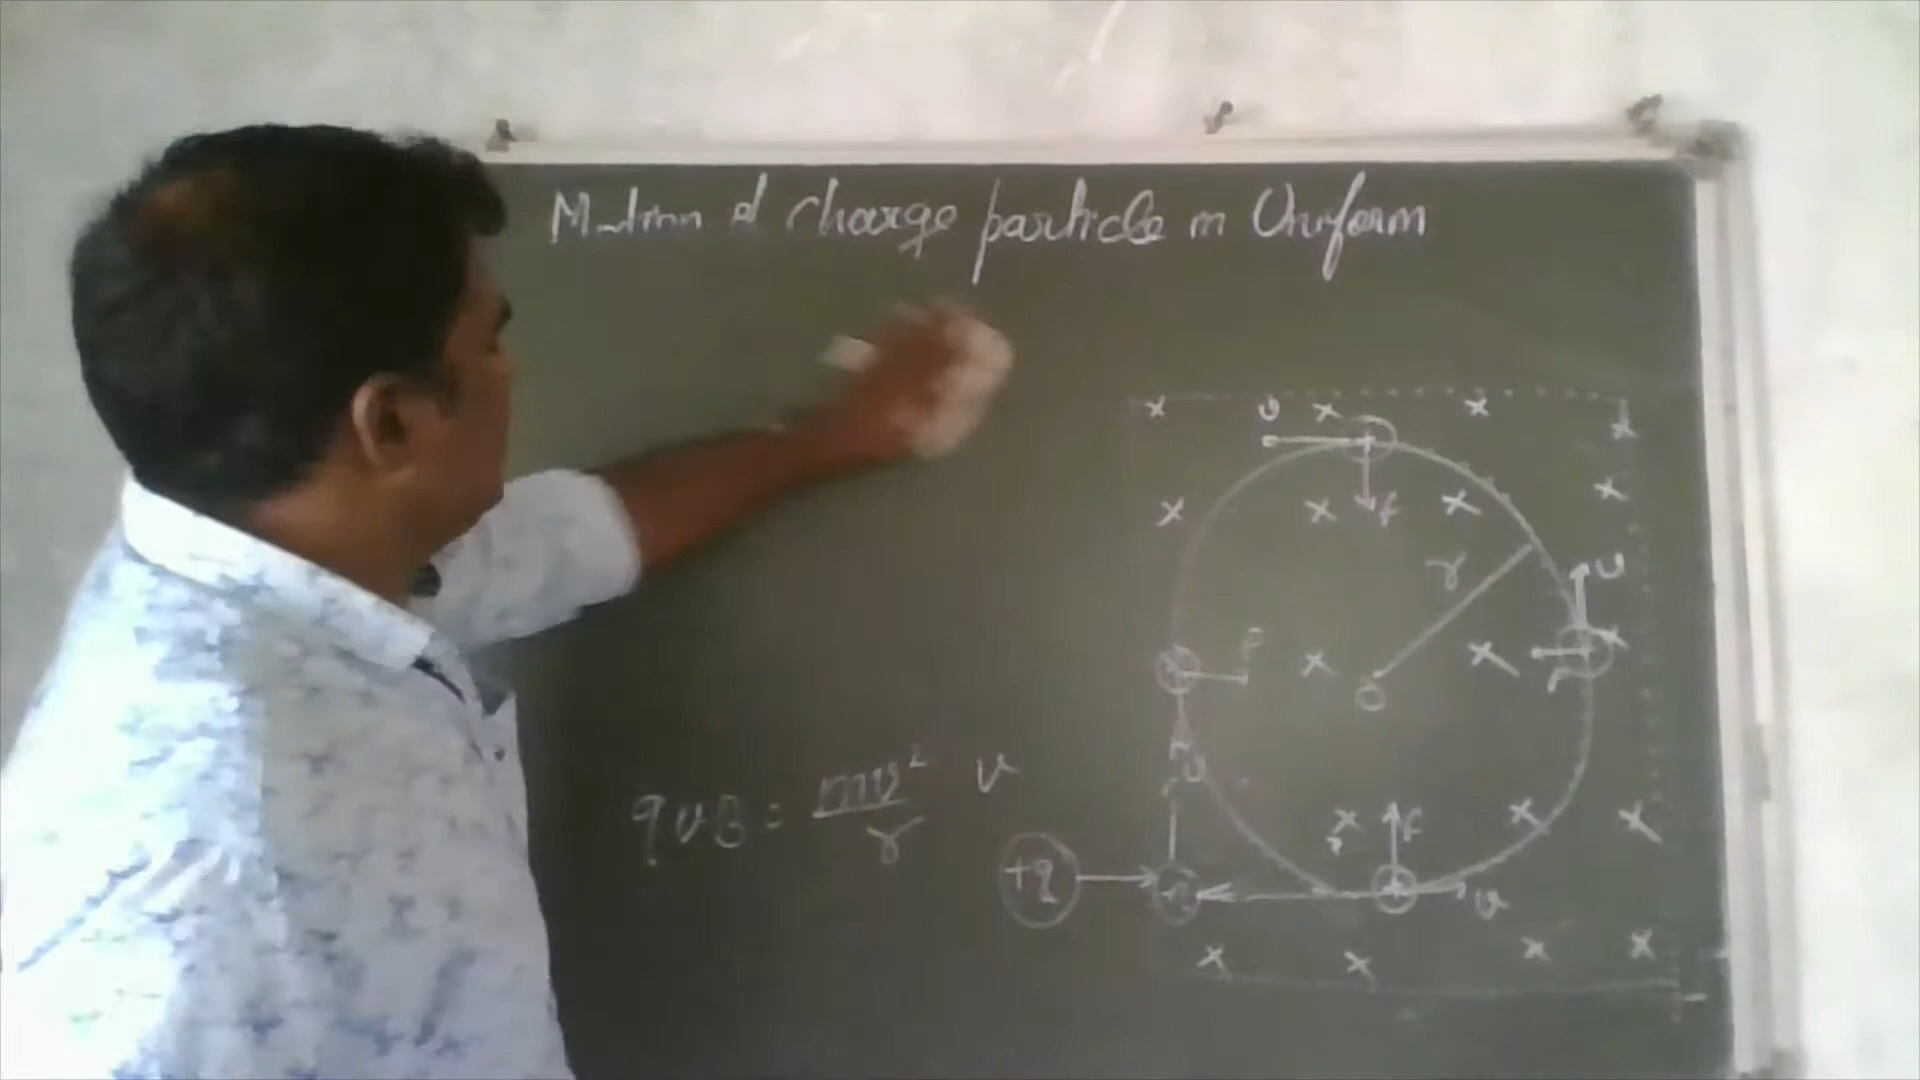 Motion of charge particle in Uniform
x υ x x x
x x f x x
r υ
F x x x
O F
υ
qvB = mv²/r v
x f x x
+q +q + υ
x x x x